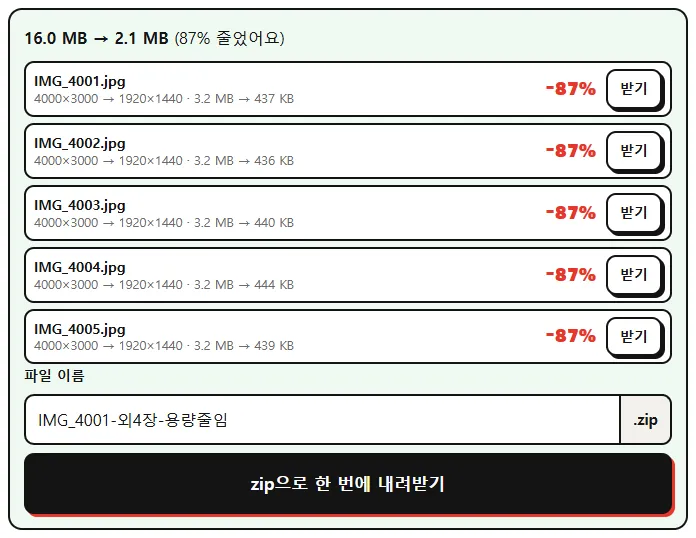 16.0 MB → 2.1 MB (87% 줄었어요)
IMG_4001.jpg
4000×3000 → 1920×1440 · 3.2 MB → 437 KB
-87%
받기
IMG_4002.jpg
4000×3000 → 1920×1440 · 3.2 MB → 436 KB
-87%
받기
IMG_4003.jpg
4000×3000 → 1920×1440 · 3.2 MB → 440 KB
-87%
받기
IMG_4004.jpg
4000×3000 → 1920×1440 · 3.2 MB → 444 KB
-87%
받기
IMG_4005.jpg
4000×3000 → 1920×1440 · 3.2 MB → 439 KB
-87%
받기
파일 이름
IMG_4001-외4장-용량줄임
.zip
zip으로 한 번에 내려받기